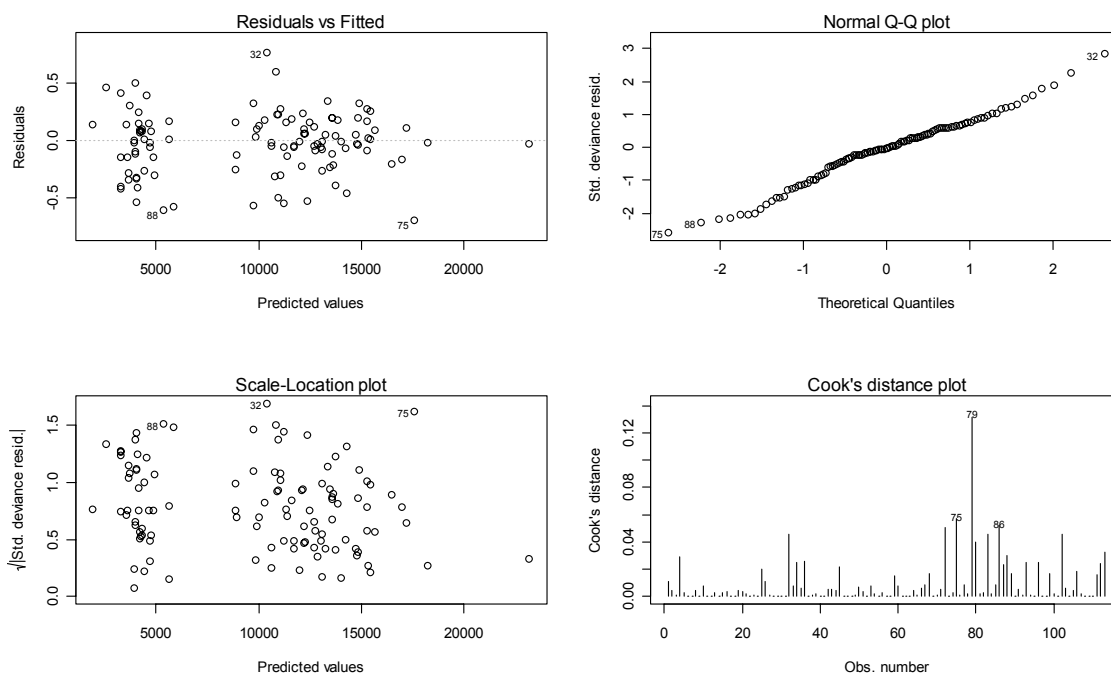 Residuals vs Fitted
Residuals
0.5
0.0
-0.5
32
88
75
5000 10000 15000 20000
Predicted values
Normal Q-Q plot
Std. deviance resid.
3
2
1
0
-1
-2
32
88
75
-2 -1 0 1 2
Theoretical Quantiles
Scale-Location plot
√|Std. deviance resid.|
1.5
1.0
0.5
0.0
32
75
88
5000 10000 15000 20000
Predicted values
Cook's distance plot
Cook's distance
0.12
0.08
0.04
0.00
79
75
86
0 20 40 60 80 100
Obs. number